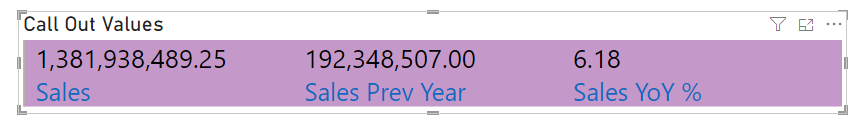 Call Out Values
1,381,938,489.25 192,348,507.00 6.18
Sales Sales Prev Year Sales YoY %